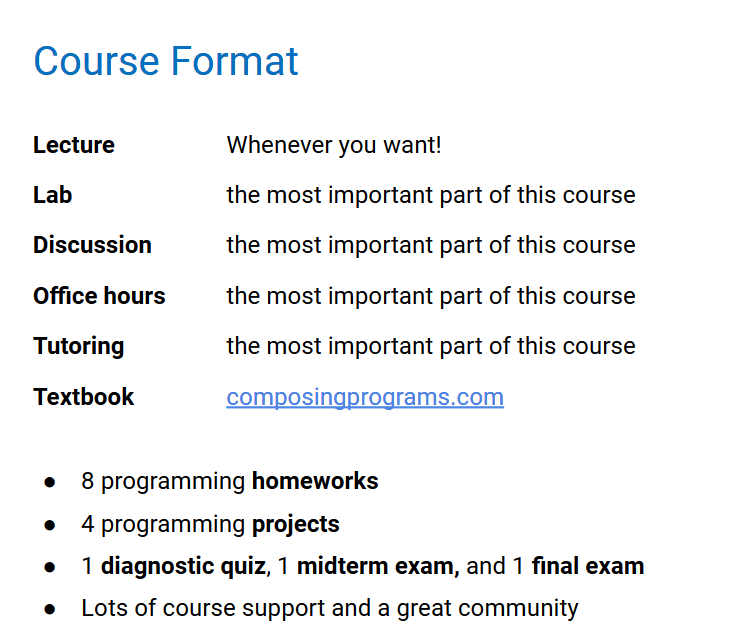 Course Format
Lecture Whenever you want!
Lab the most important part of this course
Discussion the most important part of this course
Office hours the most important part of this course
Tutoring the most important part of this course
Textbook composingprograms.com
● 8 programming homeworks
● 4 programming projects
● 1 diagnostic quiz, 1 midterm exam, and 1 final exam
● Lots of course support and a great community